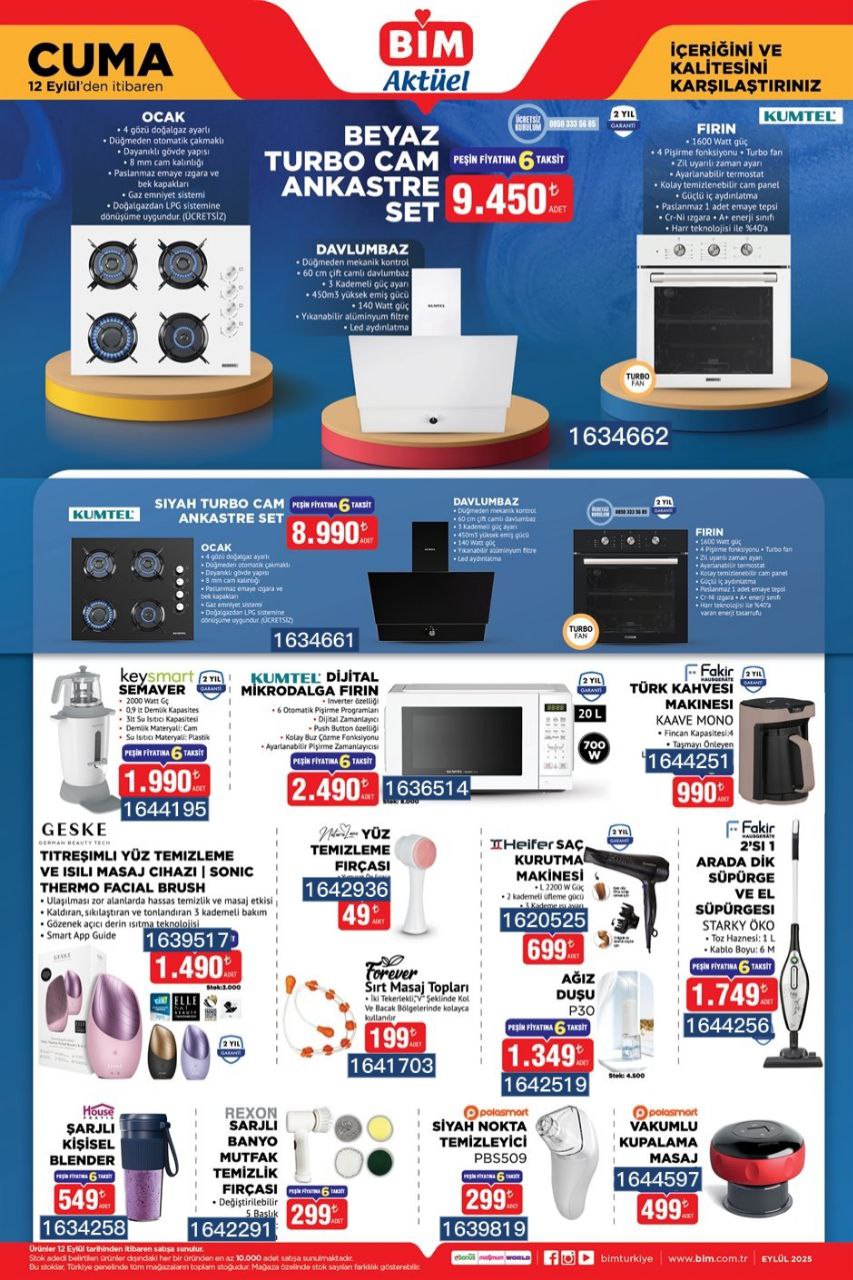 CUMA
12 Eylül'den itibaren
BİM
Aktüel
İÇERİĞİNİ VE
KALİTESİNİ
KARŞILAŞTIRINIZ
OCAK
• 4 gözü doğalgaz ayarlı
• Düğmeden otomatik çakmaklı
• Dayanıklı gövde yapısı
• 8 mm cam kalınlığı
• Paslanmaz emaye ızgara ve
bek kapakları
• Gaz emniyet sistemi
• Doğalgazdan LPG sistemine
dönüşüme uygundur. (ÜCRETSİZ)
BEYAZ
TURBO CAM
ANKASTRE
SET
ÜCRETSİZ
KURULUM
0850 333 56 85
2 YIL
GARANTİ
PEŞİN FİYATINA 6 TAKSİT
9.450₺
ADET
KUMTEL
FIRIN
• 1600 Watt güç
• 4 Pişirme fonksiyonu • Turbo fan
• Zil uyarılı zaman ayarı
• Ayarlanabilir termostat
• Kolay temizlenebilir cam panel
• Güçlü iç aydınlatma
• Paslanmaz 1 adet emaye tepsi
• Cr-Ni ızgara • A+ enerji sınıfı
• Harr teknolojisi ile %40'a
DAVLUMBAZ
• Düğmeden mekanik kontrol
• 60 cm çift camlı davlumbaz
• 3 Kademeli güç ayarı
• 450m3 yüksek emiş gücü
• 140 Watt güç
• Yıkanabilir alüminyum filtre
• Led aydınlatma
KUMTEL
TURBO
FAN
1634662
KUMTEL
SIYAH TURBO CAM
ANKASTRE SET
PEŞİN FİYATINA 6 TAKSİT
8.990₺
ADET
OCAK
• 4 gözü doğalgaz ayarlı
• Düğmeden otomatik çakmaklı
• Dayanıklı gövde yapısı
• 8 mm cam kalınlığı
• Paslanmaz emaye ızgara ve
bek kapakları
• Gaz emniyet sistemi
• Doğalgazdan LPG sistemine
dönüşüme uygundur. (ÜCRETSİZ)
1634661
DAVLUMBAZ
• Düğmeden mekanik kontrol
• 60 cm çift camlı davlumbaz
• 3 Kademeli güç ayarı
• 450m3 yüksek emiş gücü
• 140 Watt güç
• Yıkanabilir alüminyum filtre
• Led aydınlatma
ÜCRETSİZ
KURULUM
0850 333 56 85
2 YIL
GARANTİ
FIRIN
• 1600 Watt güç
• 4 Pişirme fonksiyonu • Turbo fan
• Zil uyarılı zaman ayarı
• Ayarlanabilir termostat
• Kolay temizlenebilir cam panel
• Güçlü iç aydınlatma
• Paslanmaz 1 adet emaye tepsi
• Cr-Ni ızgara • A+ enerji sınıfı
• Harr teknolojisi ile %40'a
varan enerji tasarrufu
TURBO
FAN
keysmart
SEMAVER
2 YIL
GARANTİ
• 2000 Watt Gç
• 0,9 lt Demlik Kapasites
• 3lt Su Isıtıcı Kapasitesi
• Demlik Materyali: Cam
• Su Isıtıcı Materyali: Plastik
PEŞİN FİYATINA 6 TAKSİT
1.990₺
ADET
1644195
KUMTEL DİJİTAL
MİKRODALGA FIRIN
• Inverter özelliği
• 6 Otomatik Pişirme Programları
• Dijital Zamanlayıcı
• Push Button özelliği
• Kolay Buz Çözme Fonksiyonu
• Ayarlanabilir Pişirme Zamanlayıcısı
PEŞİN FİYATINA 6 TAKSİT
2.490₺
ADET
1636514
Stok: 8.000
2 YIL
GARANTİ
20 L
700
W
Fakir
HAUSGERÄTE
2 YIL
GARANTİ
TÜRK KAHVESI
MAKINESI
KAAVE MONO
• Fincan Kapasitesi:4
• Taşmayı Önleyen
1644251
990₺
ADET
GESKE
GERMAN BEAUTY TECH
TITREŞIMLI YÜZ TEMIZLEME
VE ISILI MASAJ CIHAZI | SONIC
THERMO FACIAL BRUSH
• Ulaşılması zor alanlarda hassas temizlik ve masaj etkisi
• Kaldıran, sıkılaştıran ve tonlandıran 3 kademeli bakım
• Gözenek açıcı derin ısıtma teknolojisi
• Smart App Guide
1639517
1.490₺
ADET
Stok:3.000
GESKE
ELLE
2 YIL
GARANTİ
YÜZ
TEMIZLEME
FIRÇASI
1642936
49₺
ADET
Forever
Sırt Masaj Topları
• İki Tekerlekli,"V" Şeklinde Kol
Ve Bacak Bölgelerinde kolayca
kullanılır
199₺
ADET
1641703
Heifer SAÇ
KURUTMA
MAKİNESİ
2 YIL
GARANTİ
• L 2200 W Güç
• 2 kademeli üfleme gücü
• 3 Kademe ısı ayarı
1620525
699₺
ADET
AĞIZ
DUŞU
P30
PEŞİN FİYATINA 6 TAKSİT
1.349₺
ADET
1642519
Stok: 4.500
Fakir
HAUSGERÄTE
2 YIL
GARANTİ
2'SI 1
ARADA DİK
SÜPÜRGE
VE EL
SÜPÜRGESI
STARKY ÖKO
• Toz Haznesi: 1 L
• Kablo Boyu: 6 M
PEŞİN FİYATINA 6 TAKSİT
1.749₺
ADET
1644256
House
ŞARJLI
KİŞİSEL
BLENDER
PEŞİN FİYATINA 6 TAKSİT
549₺
ADET
1634258
REXON
SARJLI
BANYO
MUTFAK
TEMİZLİK
FIRÇASI
• Değiştirilebilir
5 Başlık
1642291
PEŞİN FİYATINA 6 TAKSİT
299₺
ADET
polosmart
SİYAH NOKTA
TEMİZLEYİCİ
PBS509
PEŞİN FİYATINA 6 TAKSİT
299₺
ADET
1639819
polosmart
VAKUMLU
KUPALAMA
MASAJ
1644597
499₺
ADET
Ürünler 12 Eylül tarihinden itibaren satışa sunulur.
Stok adedi belirtilen ürünler dışındaki her bir üründen en az 10.000 adet satışa sunulmaktadır.
Bu stoklar, Türkiye genelinde tüm mağazaların toplam stoğudur. Mağaza özelinde stok sayıları farklılık gösterebilir.
bonus maximum WORLD
bimturkiye
www.bim.com.tr
EYLÜL 2025